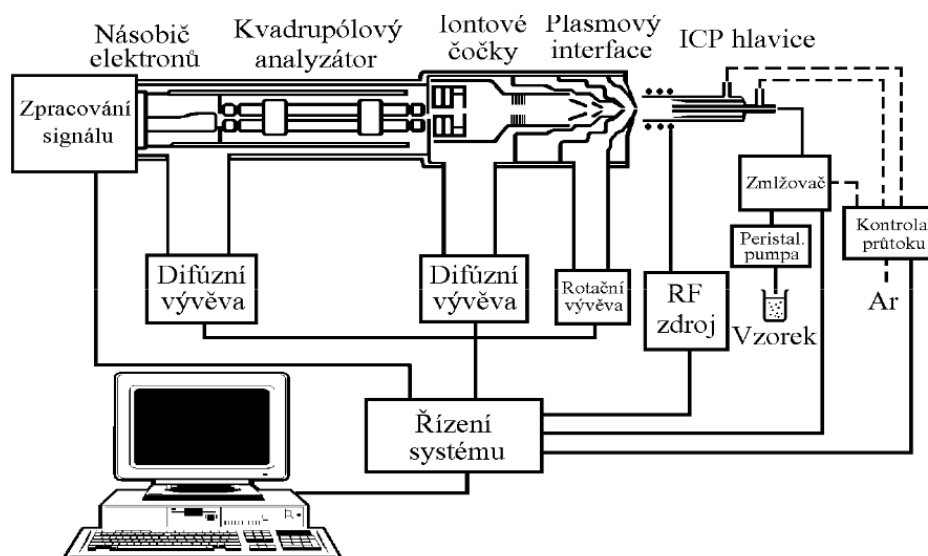 Násobič
elektronů
Kvadrupólový
analyzátor
Iontové
čočky
Plasmový
interface
ICP hlavice
Zpracování
signálu
Zmlžovač
Kontrola
průtoku
Peristal.
pumpa
Difúzní
vývěva
Difúzní
vývěva
Rotační
vývěva
RF
zdroj
Vzorek
Ar
Řízení
systému